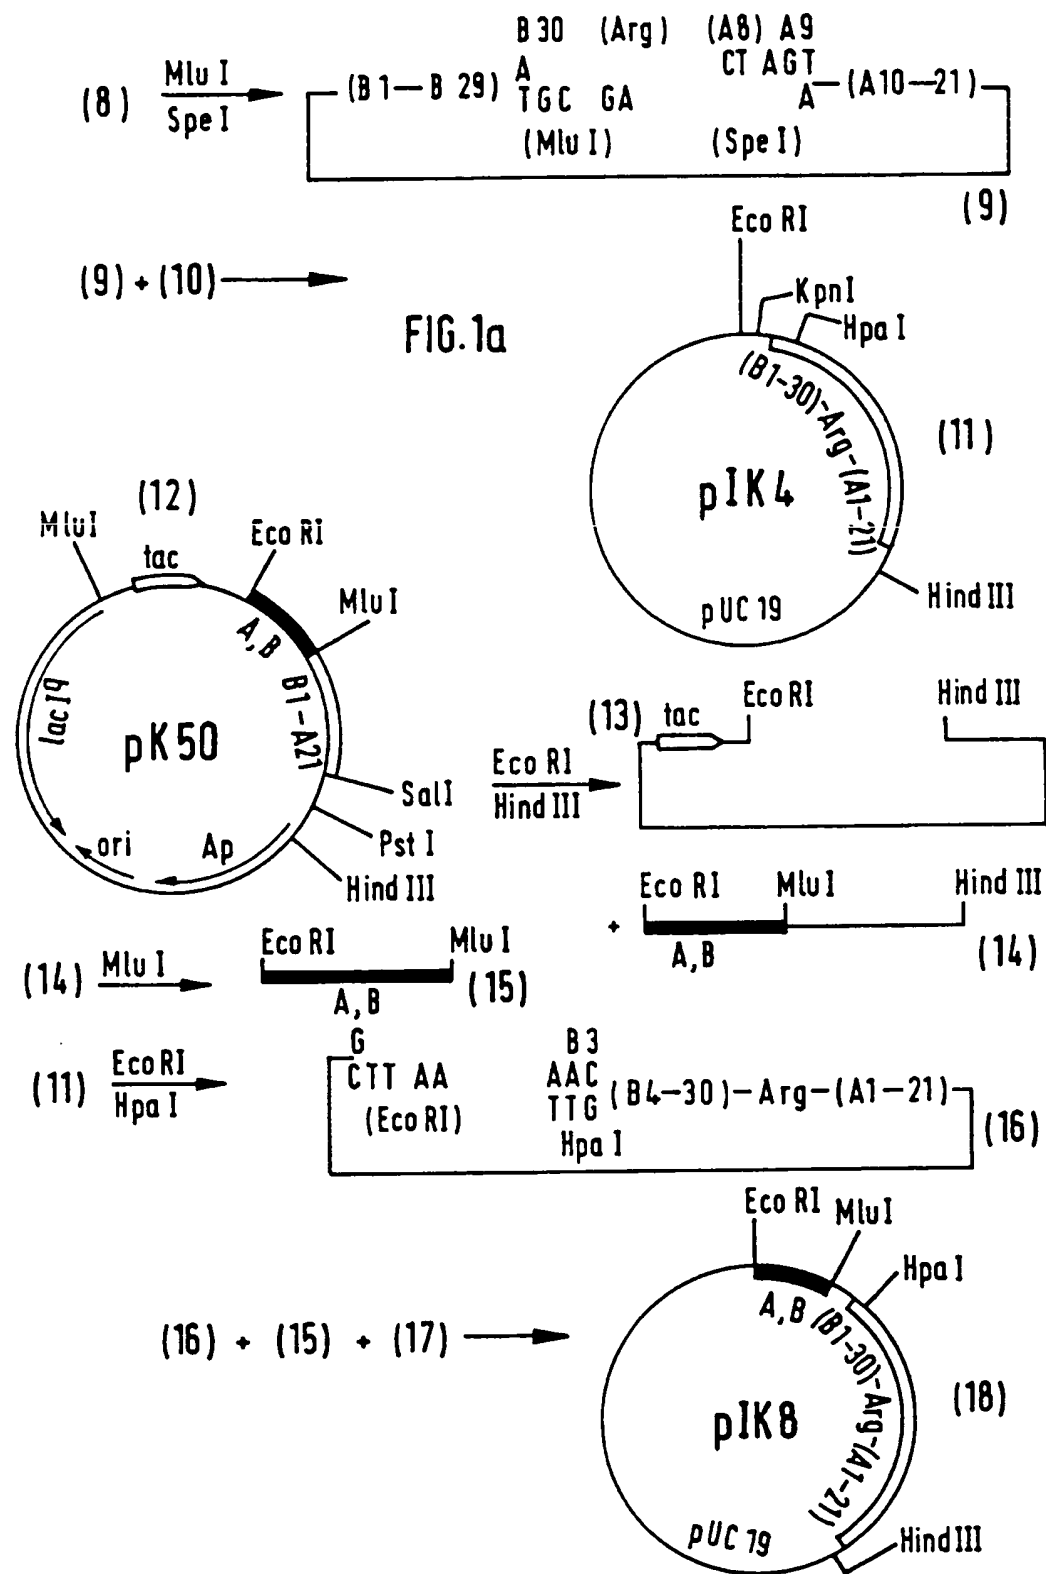 B 30 (Arg) (A8) A9
(8) Mlu I
Spe I
(B 1—B 29)
A
TGC GA
CT AGT
A
(A10—21)
(Mlu I) (Spe I)
(9)
(9) + (10)
FIG. 1a
Eco RI
Kpn I
Hpa I
(B1-30)-Arg-(A1-21)
(11)
pIK4
pUC 19
Hind III
(12)
Mlu I
tac
Eco RI
Mlu I
A, B
B1-A21
lac Iq
pK50
Sal I
Pst I
Hind III
Ap
ori
Eco RI
Hind III
(13)
tac
Eco RI
Hind III
+
Eco RI Mlu I Hind III
A, B
(14)
(14) Mlu I
Eco RI Mlu I
A, B
(15)
(11) Eco RI
Hpa I
G
CTT AA
(Eco RI)
B 3
AAC
TTG
Hpa I
(B4—30)—Arg—(A1—21)
(16)
(16) + (15) + (17)
Eco RI
Mlu I
Hpa I
A, B
(B1-30)-Arg-(A1-21)
(18)
pIK8
pUC 19
Hind III